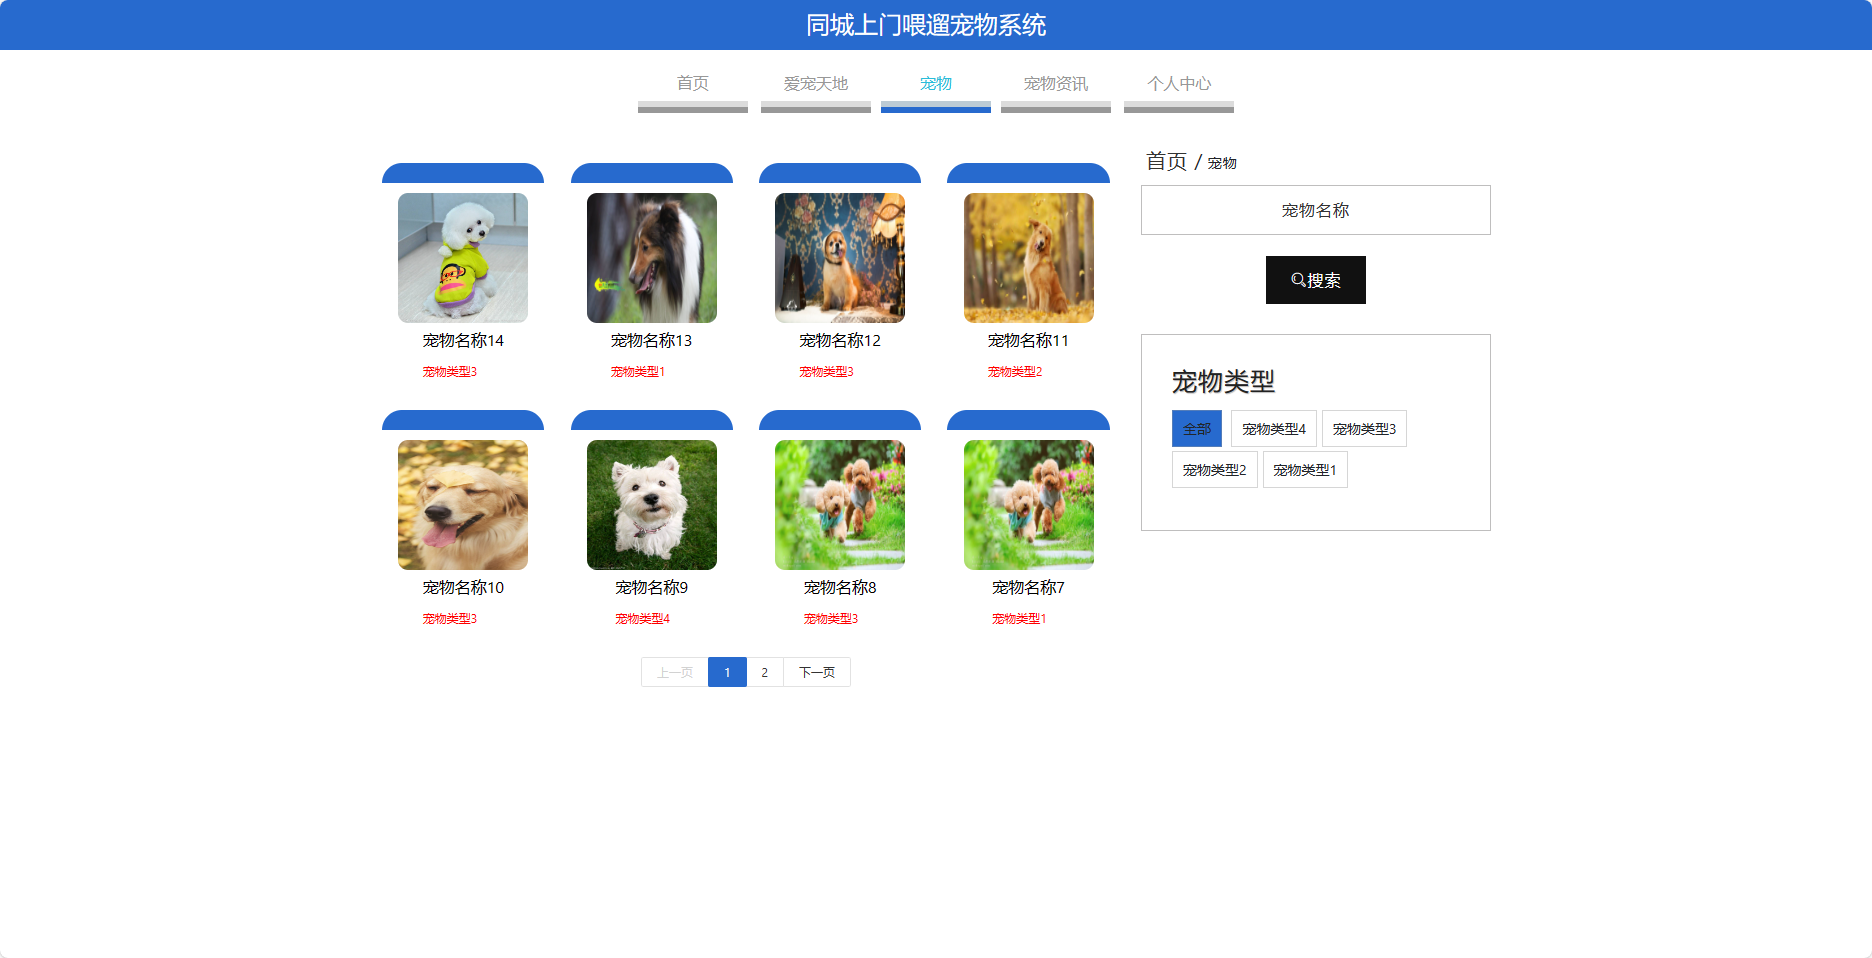 同城上门喂遛宠物系统
首页 爱宠天地 宠物 宠物资讯 个人中心
首页 / 宠物
宠物名称
搜索
宠物名称14 宠物名称13 宠物名称12 宠物名称11
宠物类型3 宠物类型1 宠物类型3 宠物类型2
宠物类型
全部 宠物类型4 宠物类型3
宠物类型2 宠物类型1
宠物名称10 宠物名称9 宠物名称8 宠物名称7
宠物类型3 宠物类型4 宠物类型3 宠物类型1
上一页 1 2 下一页